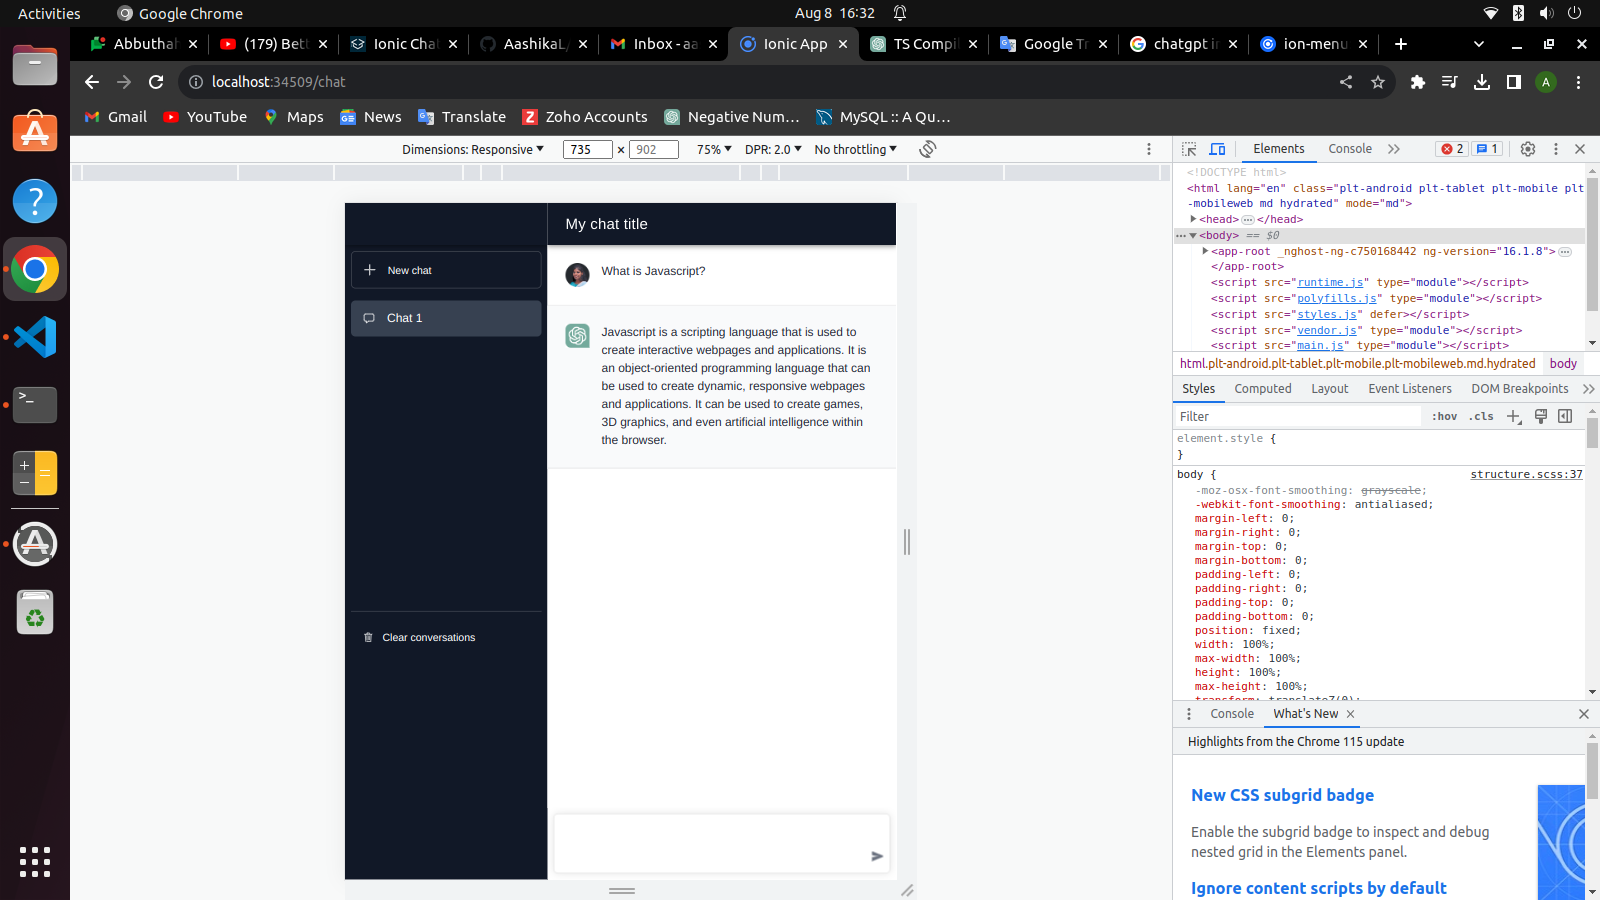 Activities
Google Chrome
Aug 8 16:32
Abbuthah
(179) Bett
Ionic Cha
AashikaL/
Inbox - aa
Ionic App
TS Compil
Google Tr
chatgpt in
ion-menu
localhost:34509/chat
A
Gmail
YouTube
Maps
News
Translate
Zoho Accounts
Negative Num...
MySQL :: A Qu...
Dimensions: Responsive
735 × 902
75%
DPR: 2.0
No throttling
My chat title
New chat
Chat 1
Clear conversations
What is Javascript?
Javascript is a scripting language that is used to
create interactive webpages and applications. It is
an object-oriented programming language that can
be used to create dynamic, responsive webpages
and applications. It can be used to create games,
3D graphics, and even artificial intelligence within
the browser.
Elements
Console
2
1
<!DOCTYPE html>
<html lang="en" class="plt-android plt-tablet plt-mobile plt
-mobileweb md hydrated" mode="md">
<head>…</head>
<body> == $0
<app-root _nghost-ng-c750168442 ng-version="16.1.8">…
</app-root>
<script src="runtime.js" type="module"></script>
<script src="polyfills.js" type="module"></script>
<script src="styles.js" defer></script>
<script src="vendor.js" type="module"></script>
<script src="main.js" type="module"></script>
html.plt-android.plt-tablet.plt-mobile.plt-mobileweb.md.hydrated
body
Styles
Computed
Layout
Event Listeners
DOM Breakpoints
Filter
:hov
.cls
element.style {
}
body {
structure.scss:37
-moz-osx-font-smoothing: grayscale;
-webkit-font-smoothing: antialiased;
margin-left: 0;
margin-right: 0;
margin-top: 0;
margin-bottom: 0;
padding-left: 0;
padding-right: 0;
padding-top: 0;
padding-bottom: 0;
position: fixed;
width: 100%;
max-width: 100%;
height: 100%;
max-height: 100%;
transform: translateZ(0);
Console
What's New
Highlights from the Chrome 115 update
New CSS subgrid badge
Enable the subgrid badge to inspect and debug
nested grid in the Elements panel.
Ignore content scripts by default